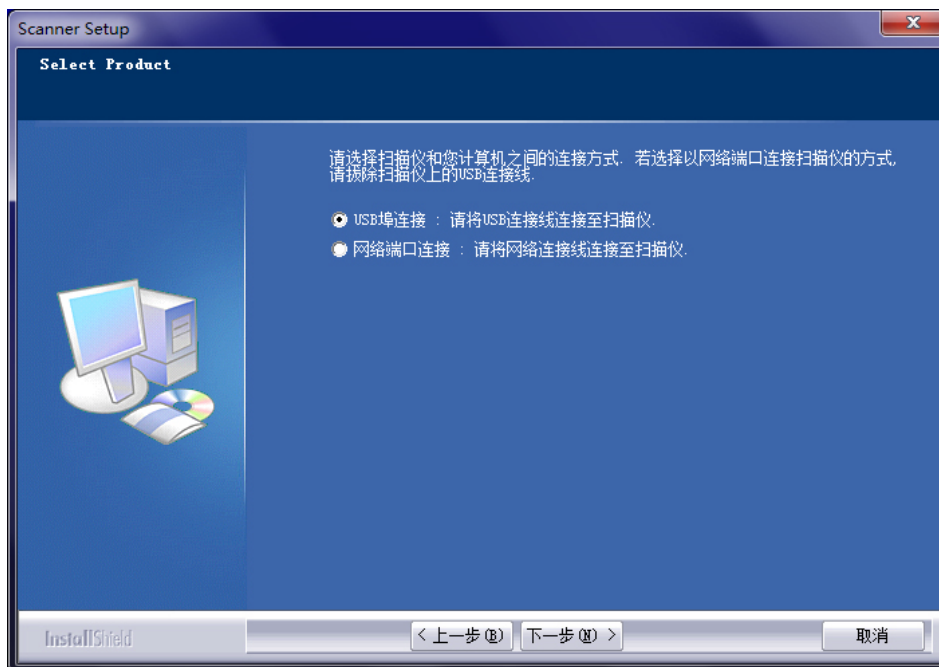 Scanner Setup
Select Product
请选择扫描仪和您计算机之间的连接方式. 若选择以网络端口连接扫描仪的方式,
请拔除扫描仪上的USB连接线.
USB埠连接 : 请将USB连接线连接至扫描仪.
网络端口连接 : 请将网络连接线连接至扫描仪.
InstallShield
< 上一步(B)
下一步(N) >
取消